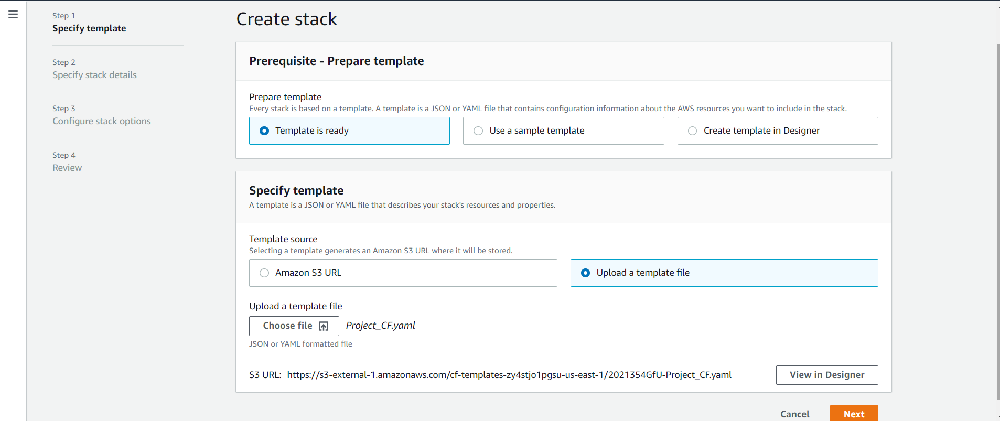 Step 1
Specify template
Step 2
Specify stack details
Step 3
Configure stack options
Step 4
Review
Create stack
Prerequisite - Prepare template
Prepare template
Every stack is based on a template. A template is a JSON or YAML file that contains configuration information about the AWS resources you want to include in the stack.
Template is ready
Use a sample template
Create template in Designer
Specify template
A template is a JSON or YAML file that describes your stack's resources and properties.
Template source
Selecting a template generates an Amazon S3 URL where it will be stored.
Amazon S3 URL
Upload a template file
Upload a template file
Choose file
Project_CF.yaml
JSON or YAML formatted file
S3 URL: https://s3-external-1.amazonaws.com/cf-templates-zy4stjo1pgsu-us-east-1/2021354GfU-Project_CF.yaml
View in Designer
Cancel
Next